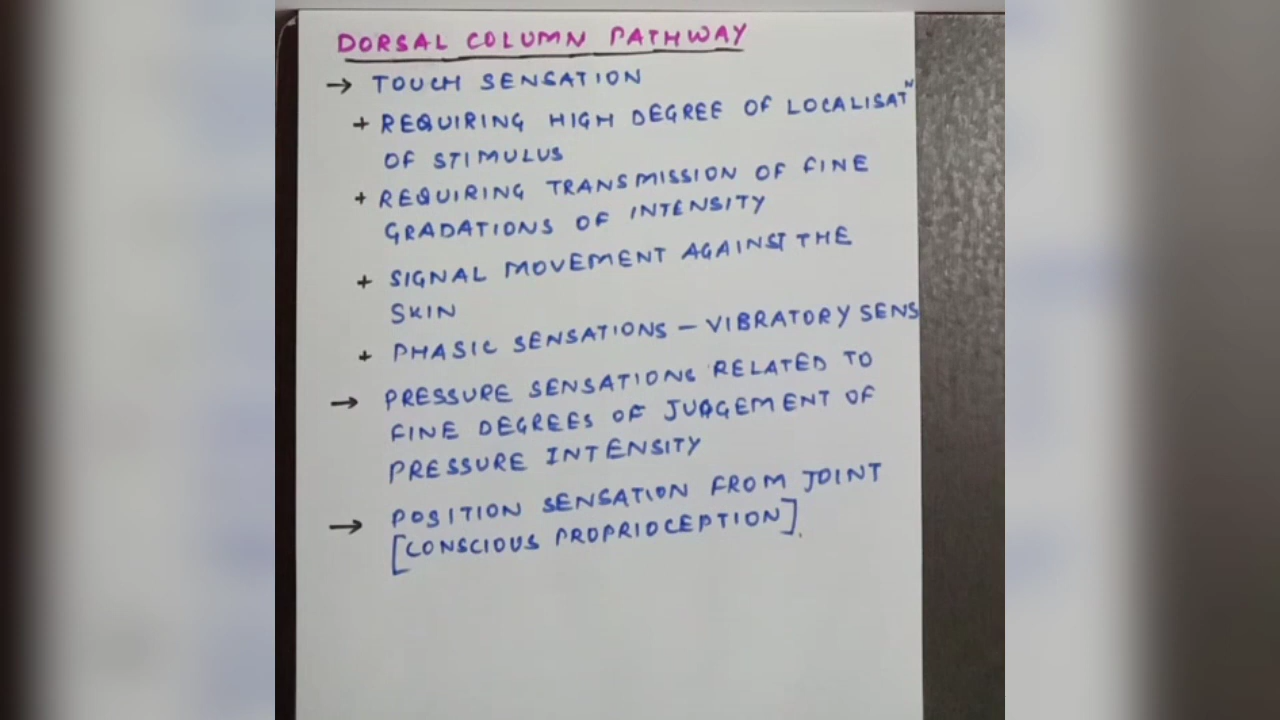 DORSAL COLUMN PATHWAY
→ TOUCH SENSATION
+ REQUIRING HIGH DEGREE OF LOCALISATN
OF STIMULUS
+ REQUIRING TRANSMISSION OF FINE
GRADATIONS OF INTENSITY
+ SIGNAL MOVEMENT AGAINST THE
SKIN
+ PHASIC SENSATIONS – VIBRATORY SENS
→ PRESSURE SENSATIONS RELATED TO
FINE DEGREES OF JUDGEMENT OF
PRESSURE INTENSITY
→ POSITION SENSATION FROM JOINT
[CONSCIOUS PROPRIOCEPTION].